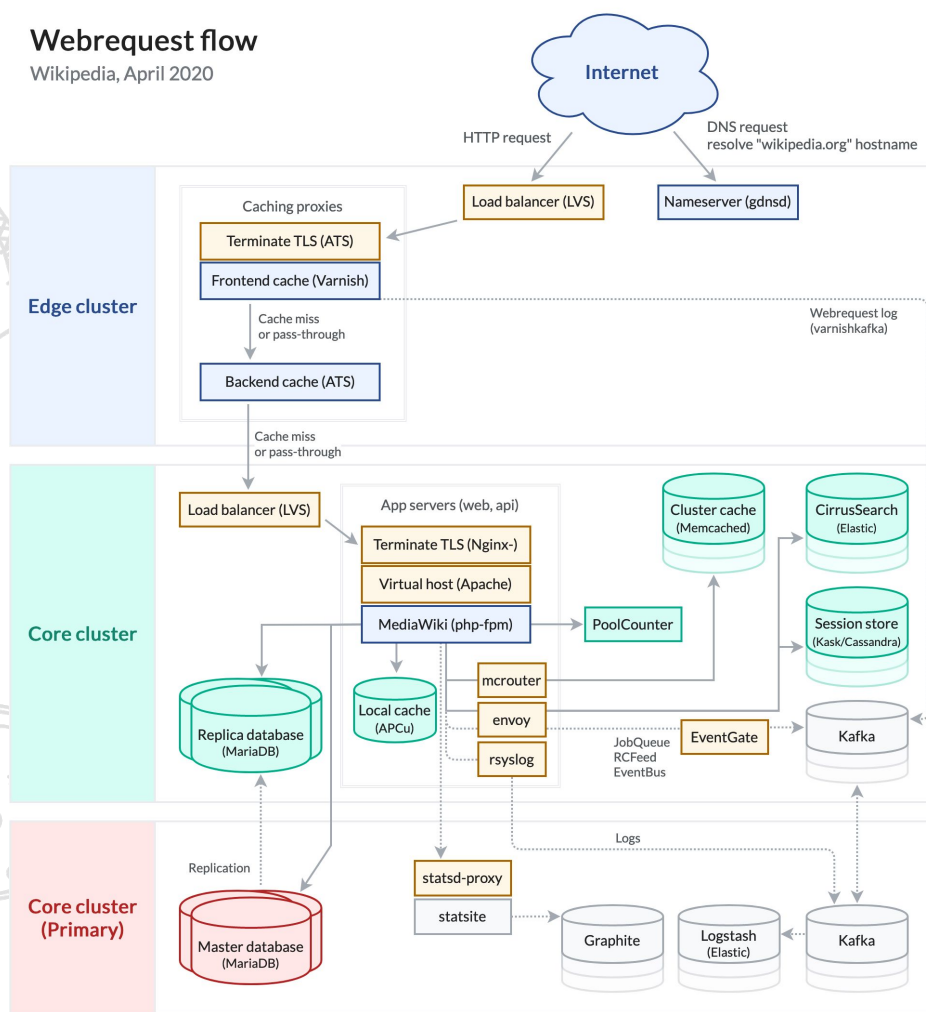 Webrequest flow
Wikipedia, April 2020
Internet
HTTP request
DNS request
resolve "wikipedia.org" hostname
Edge cluster
Load balancer (LVS)
Nameserver (gdnsd)
Caching proxies
Terminate TLS (ATS)
Frontend cache (Varnish)
Webrequest log
(varnishkafka)
Cache miss
or pass-through
Backend cache (ATS)
Cache miss
or pass-through
Core cluster
Load balancer (LVS)
App servers (web, api)
Terminate TLS (Nginx-)
Virtual host (Apache)
MediaWiki (php-fpm)
PoolCounter
Cluster cache
(Memcached)
CirrusSearch
(Elastic)
Session store
(Kask/Cassandra)
mcrouter
envoy
rsyslog
Local cache
(APCu)
Replica database
(MariaDB)
EventGate
JobQueue
RCFeed
EventBus
Kafka
Core cluster
(Primary)
Replication
Logs
Master database
(MariaDB)
statsd-proxy
statsite
Graphite
Logstash
(Elastic)
Kafka